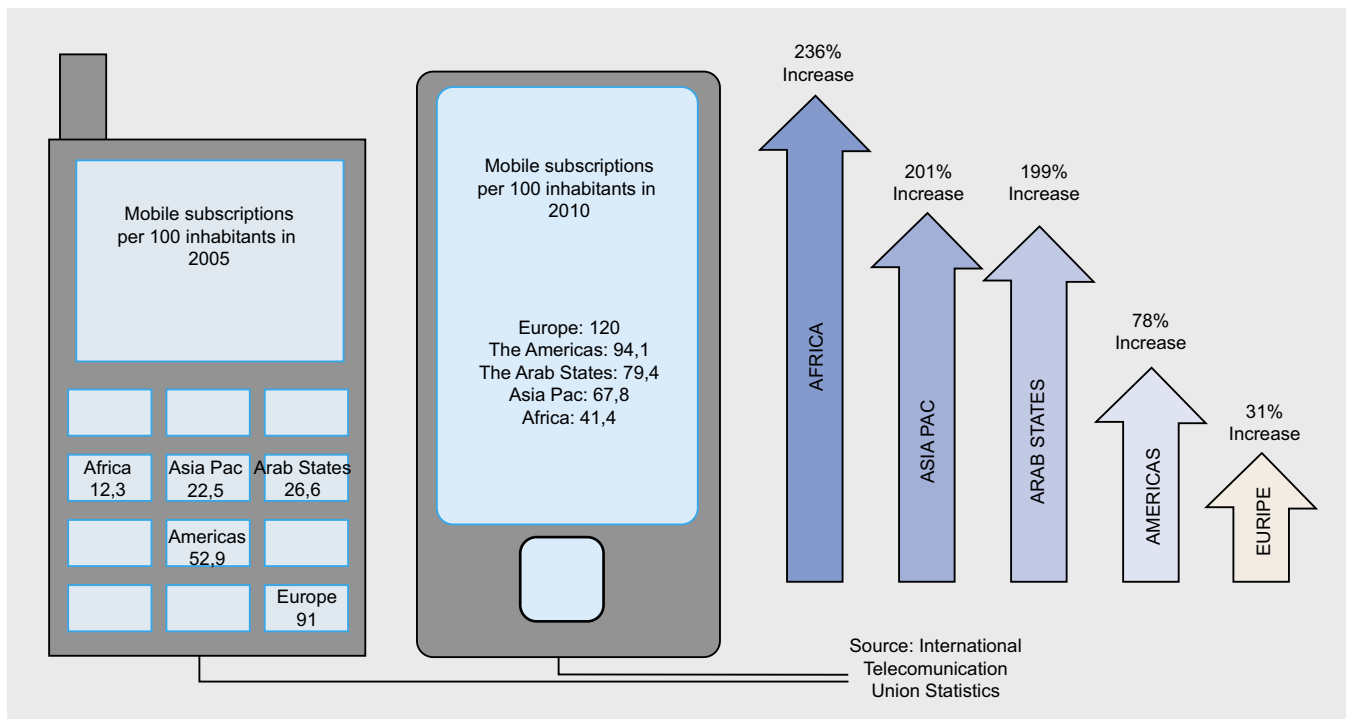 Mobile subscriptions
per 100 inhabitants in
2005
Africa
12,3
Asia Pac
22,5
Arab States
26,6
Americas
52,9
Europe
91
Mobile subscriptions
per 100 inhabitants in
2010
Europe: 120
The Americas: 94,1
The Arab States: 79,4
Asia Pac: 67,8
Africa: 41,4
236%
Increase
AFRICA
201%
Increase
ASIA PAC
199%
Increase
ARAB STATES
78%
Increase
AMERICAS
31%
Increase
EURIPE
Source: International
Telecomunication
Union Statistics